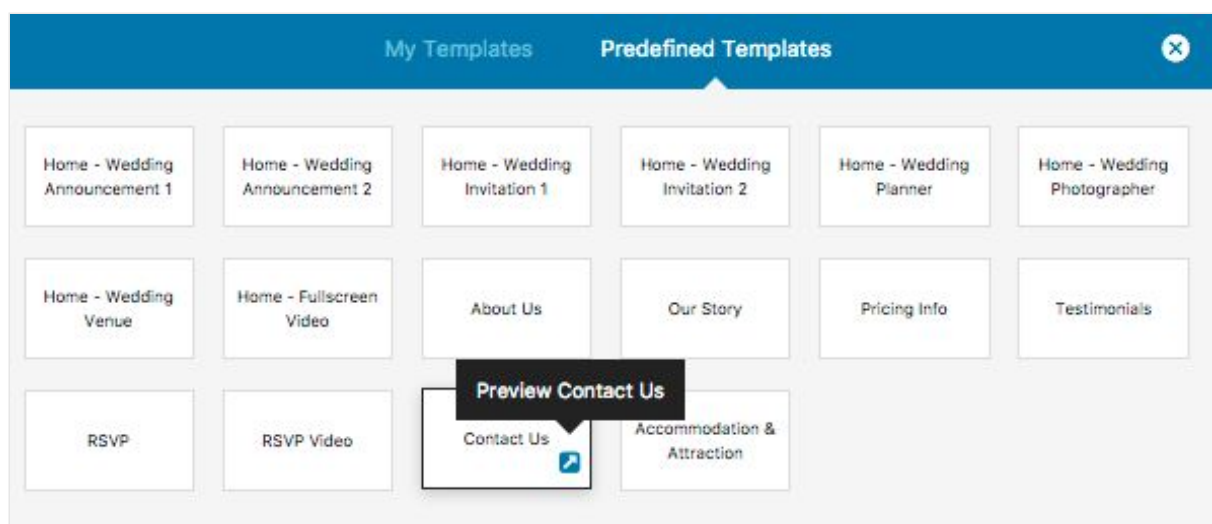 My Templates Predefined Templates
Home - Wedding
Announcement 1
Home - Wedding
Announcement 2
Home - Wedding
Invitation 1
Home - Wedding
Invitation 2
Home - Wedding
Planner
Home - Wedding
Photographer
Home - Wedding
Venue
Home - Fullscreen
Video
About Us
Our Story
Pricing Info
Testimonials
Preview Contact Us
RSVP
RSVP Video
Contact Us
Accommodation &
Attraction